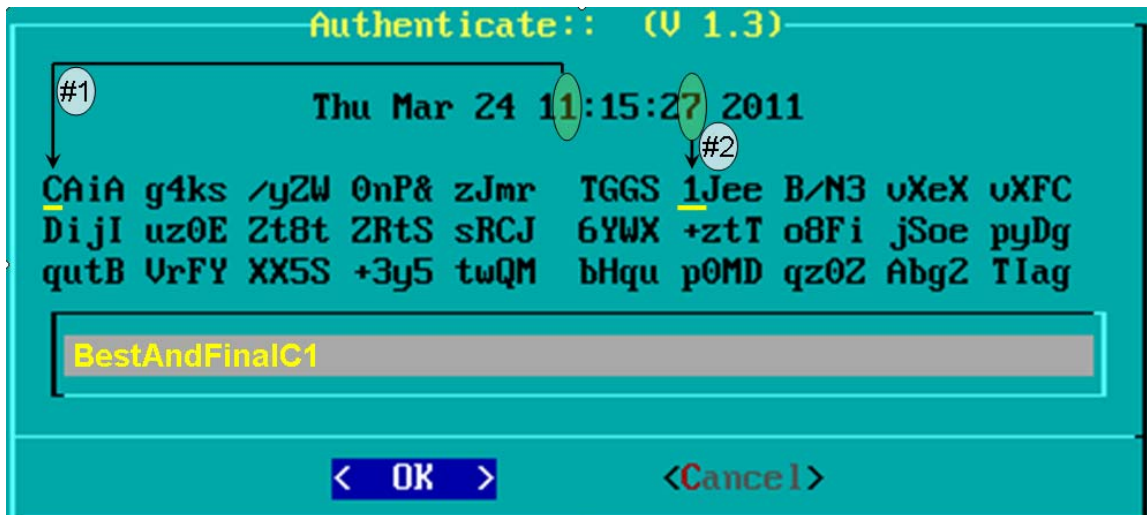 Authenticate:: (V 1.3)
#1
Thu Mar 24 11:15:27 2011
#2
CAiA g4ks /yZW 0nP& zJmr TGGS 1Jee B/N3 vXeX vXFC
DijI uz0E Zt8t ZRtS sRCJ 6YWX +ztT o8Fi jSoe pyDg
qutB VrFY XX5S +3y5 twQM bHqu p0MD qz0Z AbgZ TIag
BestAndFinalC1
< OK > <Cancel>